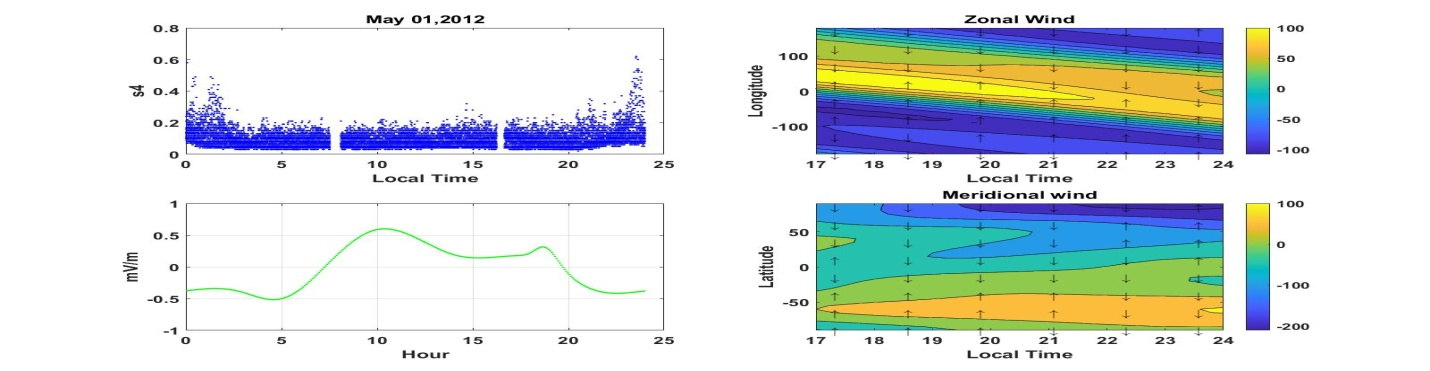 May 01,2012
0.8
0.6
0.4
0.2
0
s4
0 5 10 15 20 25
Local Time
Zonal Wind
100
0
-100
Longitude
17 18 19 20 21 22 23 24
Local Time
100
50
0
-50
-100
1
0.5
0
-0.5
-1
mV/m
0 5 10 15 20 25
Hour
Meridional wind
50
0
-50
Latitude
17 18 19 20 21 22 23 24
Local Time
100
0
-100
-200